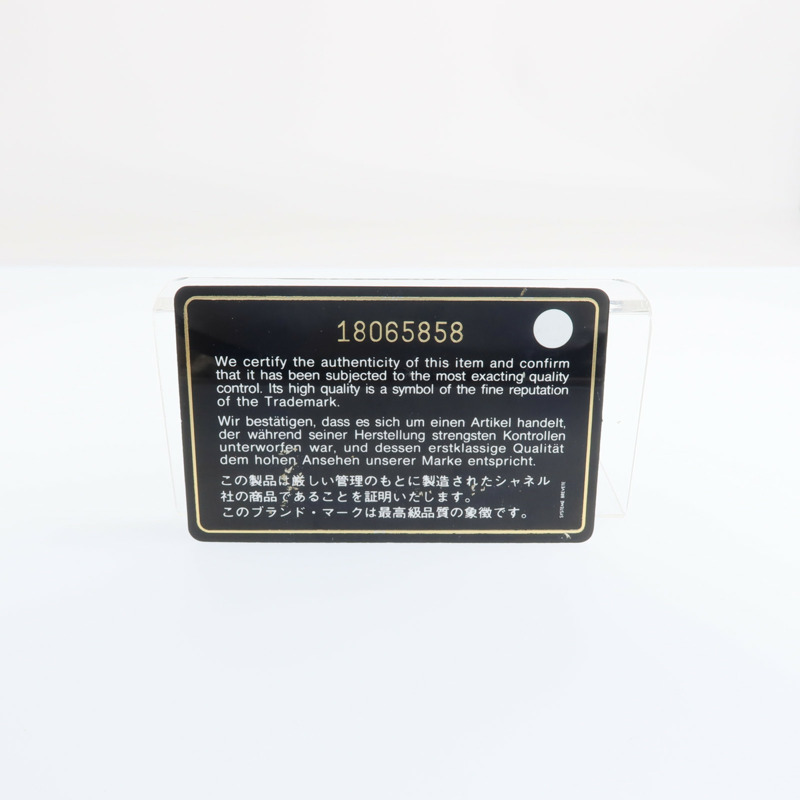 18065858
We certify the authenticity of this item and confirm
that it has been subjected to the most exacting quality
control. Its high quality is a symbol of the fine reputation
of the Trademark.
Wir bestätigen, dass es sich um einen Artikel handelt,
der während seiner Herstellung strengsten Kontrollen
unterworfen war, und dessen erstklassige Qualität
dem hohen Ansehen unserer Marke entspricht.
この製品は厳しい管理のもとに製造されたシャネル
社の商品であることを証明いたします。
このブランド・マークは最高級品質の象徴です。
SYSTEME BREVETE